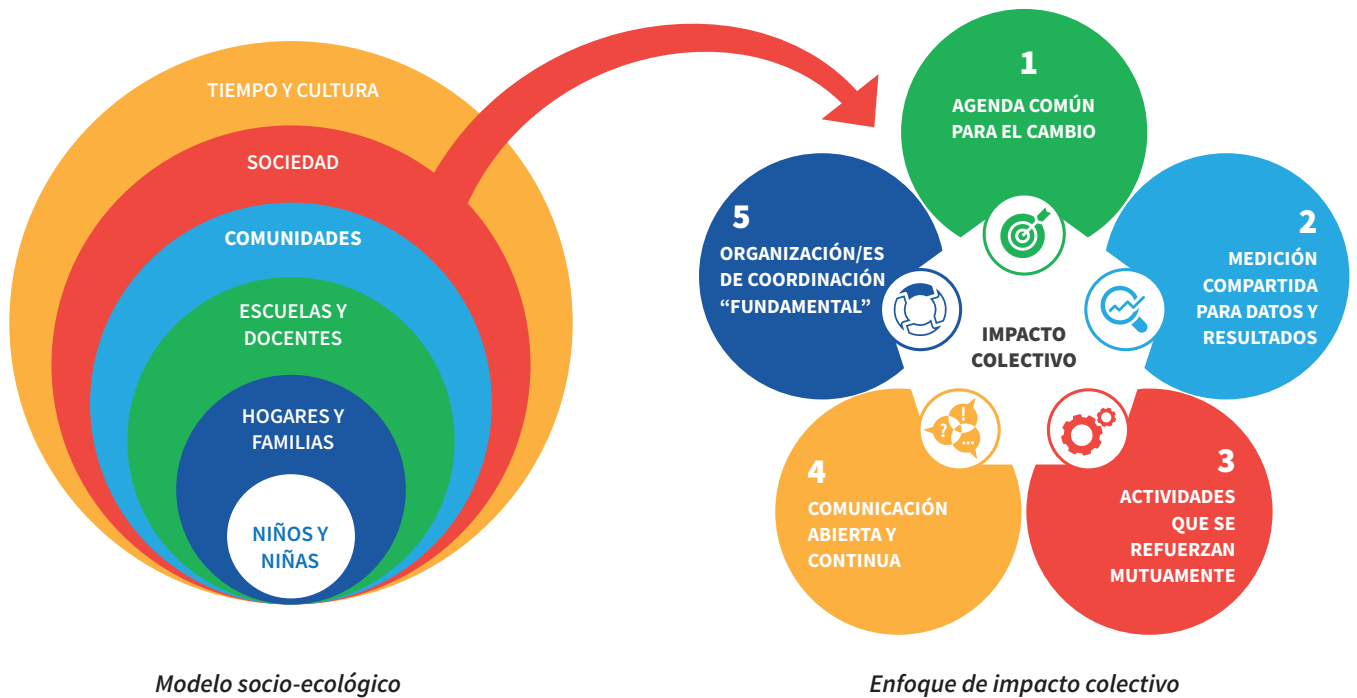 TIEMPO Y CULTURA
SOCIEDAD
COMUNIDADES
ESCUELAS Y
DOCENTES
HOGARES Y
FAMILIAS
NIÑOS Y
NIÑAS
Modelo socio-ecológico
1
AGENDA COMÚN
PARA EL CAMBIO
2
MEDICIÓN
COMPARTIDA
PARA DATOS Y
RESULTADOS
3
ACTIVIDADES
QUE SE
REFUERZAN
MUTUAMENTE
4
COMUNICACIÓN
ABIERTA Y
CONTINUA
5
ORGANIZACIÓN/ES
DE COORDINACIÓN
“FUNDAMENTAL”
IMPACTO
COLECTIVO
?
!
...
Enfoque de impacto colectivo